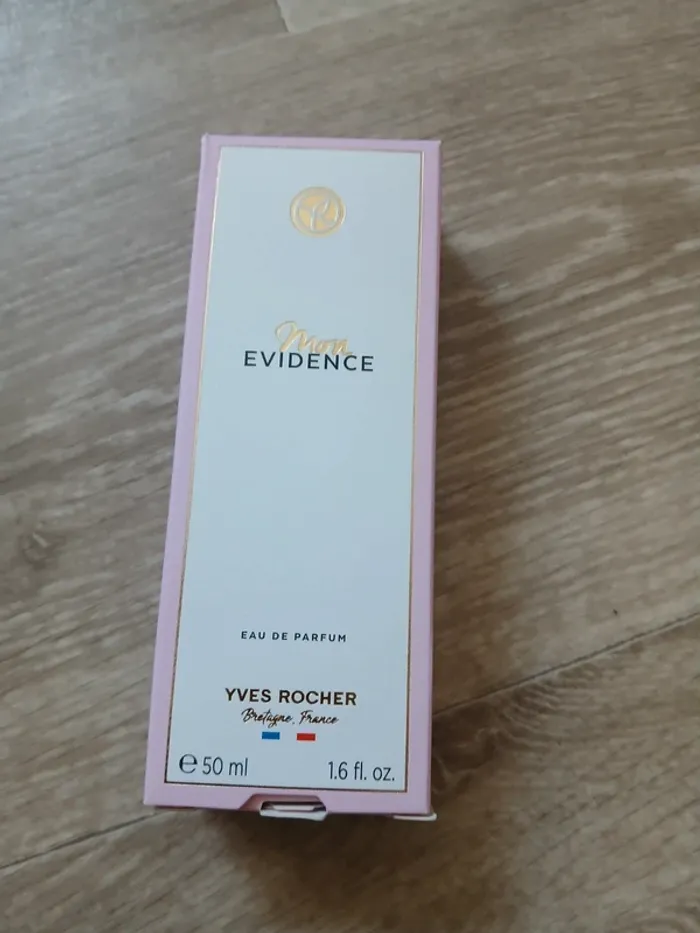 Mon
EVIDENCE
EAU DE PARFUM
YVES ROCHER
Bretagne, France
℮ 50 ml 1.6 fl. oz.